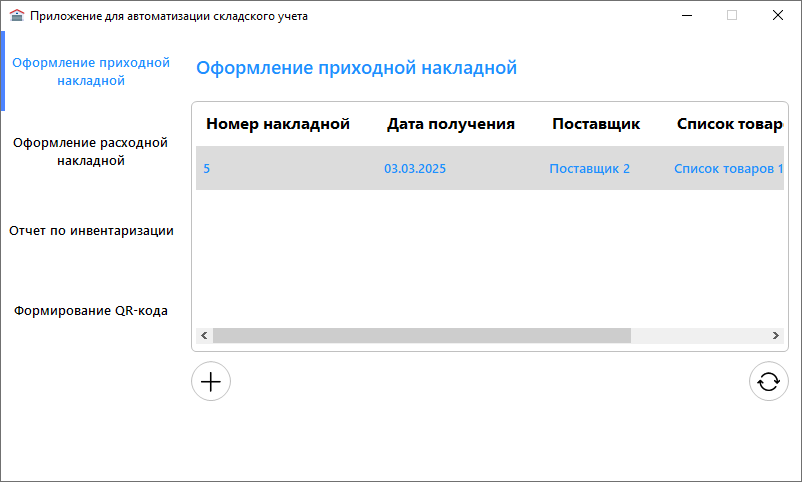 Приложение для автоматизации складского учета
Оформление приходной
накладной
Оформление расходной
накладной
Отчет по инвентаризации
Формирование QR-кода
Оформление приходной накладной
Номер накладной Дата получения Поставщик Список товар
5 03.03.2025 Поставщик 2 Список товаров 1